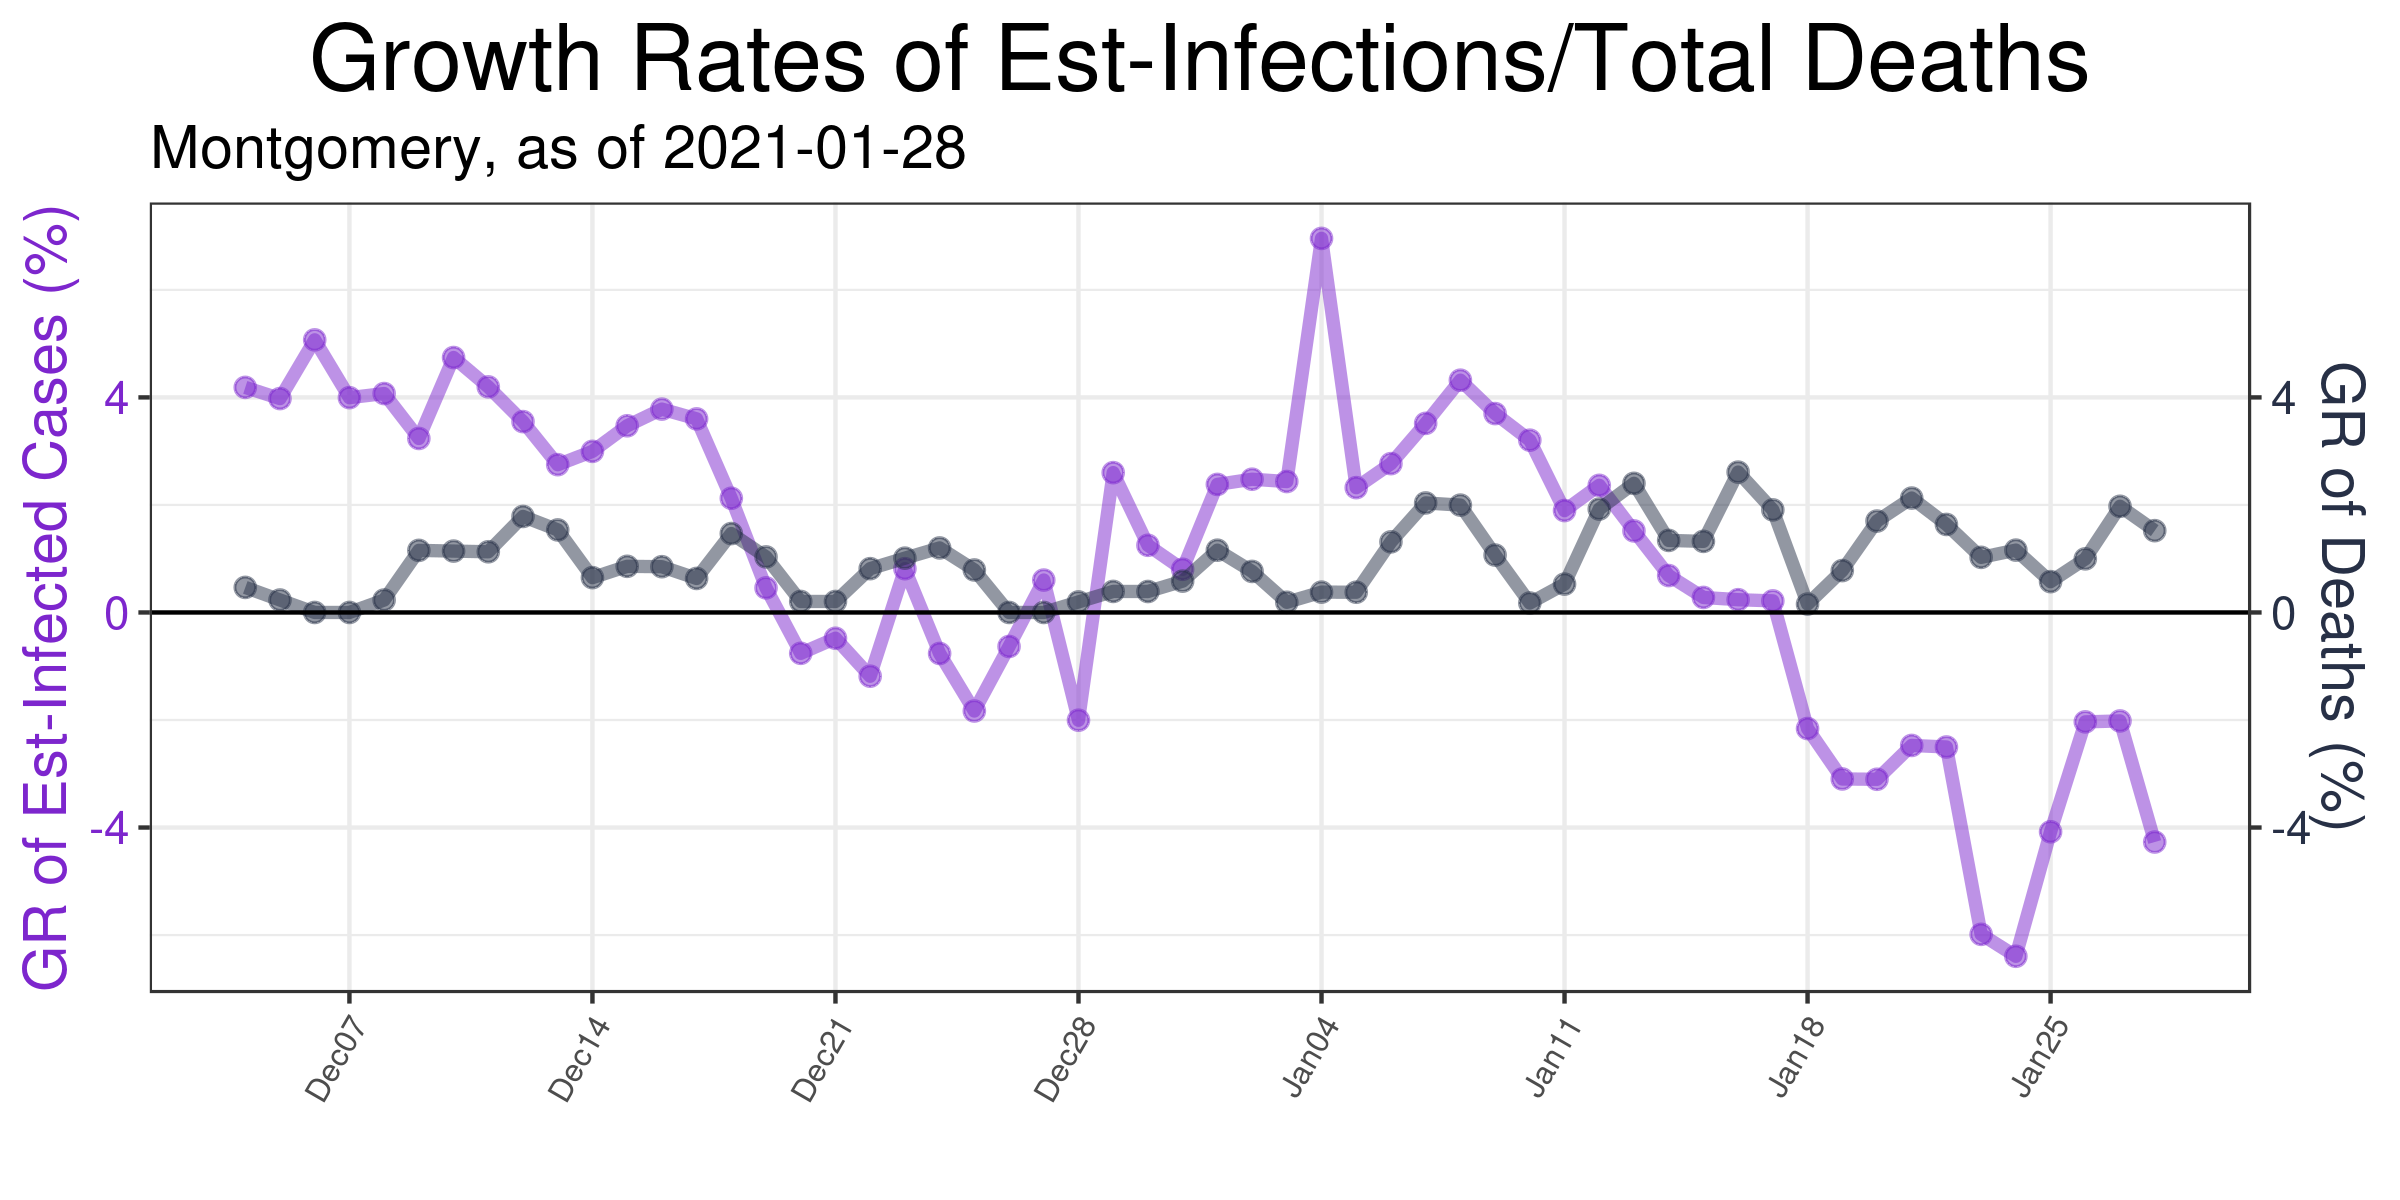 Growth Rates of Est-Infections/Total Deaths
Montgomery, as of 2021-01-28
GR of Est-Infected Cases (%)
4
0
-4
4
0
-4
GR of Deaths (%)
Dec07
Dec14
Dec21
Dec28
Jan04
Jan11
Jan18
Jan25